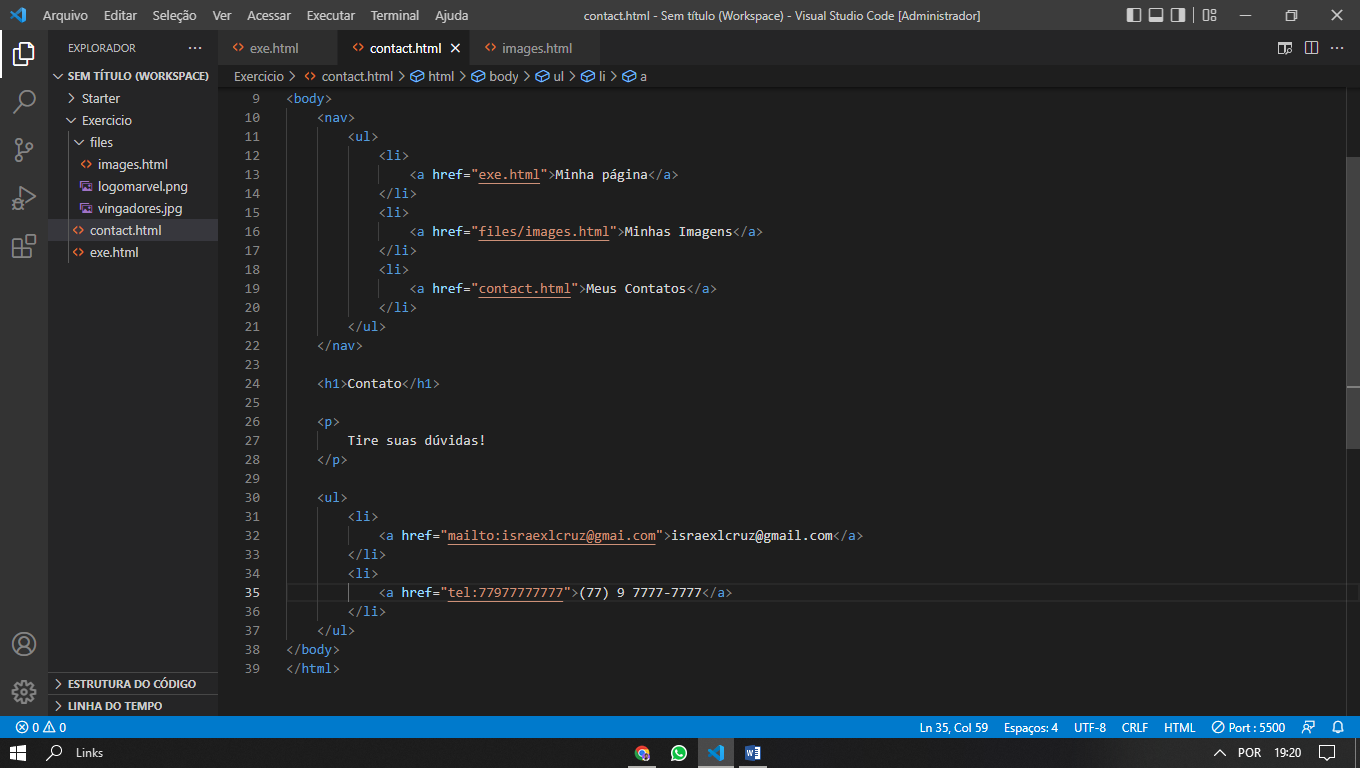 Arquivo Editar Seleção Ver Acessar Executar Terminal Ajuda contact.html - Sem título (Workspace) - Visual Studio Code [Administrador]
EXPLORADOR
SEM TÍTULO (WORKSPACE)
Starter
Exercicio
files
images.html
logomarvel.png
vingadores.jpg
contact.html
exe.html
ESTRUTURA DO CÓDIGO
LINHA DO TEMPO
exe.html contact.html images.html
Exercicio > contact.html > html > body > ul > li > a
9 <body>
10 <nav>
11 <ul>
12 <li>
13 <a href="exe.html">Minha página</a>
14 </li>
15 <li>
16 <a href="files/images.html">Minhas Imagens</a>
17 </li>
18 <li>
19 <a href="contact.html">Meus Contatos</a>
20 </li>
21 </ul>
22 </nav>
23
24 <h1>Contato</h1>
25
26 <p>
27 Tire suas dúvidas!
28 </p>
29
30 <ul>
31 <li>
32 <a href="mailto:israexlcruz@gmai.com">israexlcruz@gmail.com</a>
33 </li>
34 <li>
35 <a href="tel:77977777777">(77) 9 7777-7777</a>
36 </li>
37 </ul>
38 </body>
39 </html>
0 0 Ln 35, Col 59 Espaços: 4 UTF-8 CRLF HTML Port : 5500
Links POR 19:20